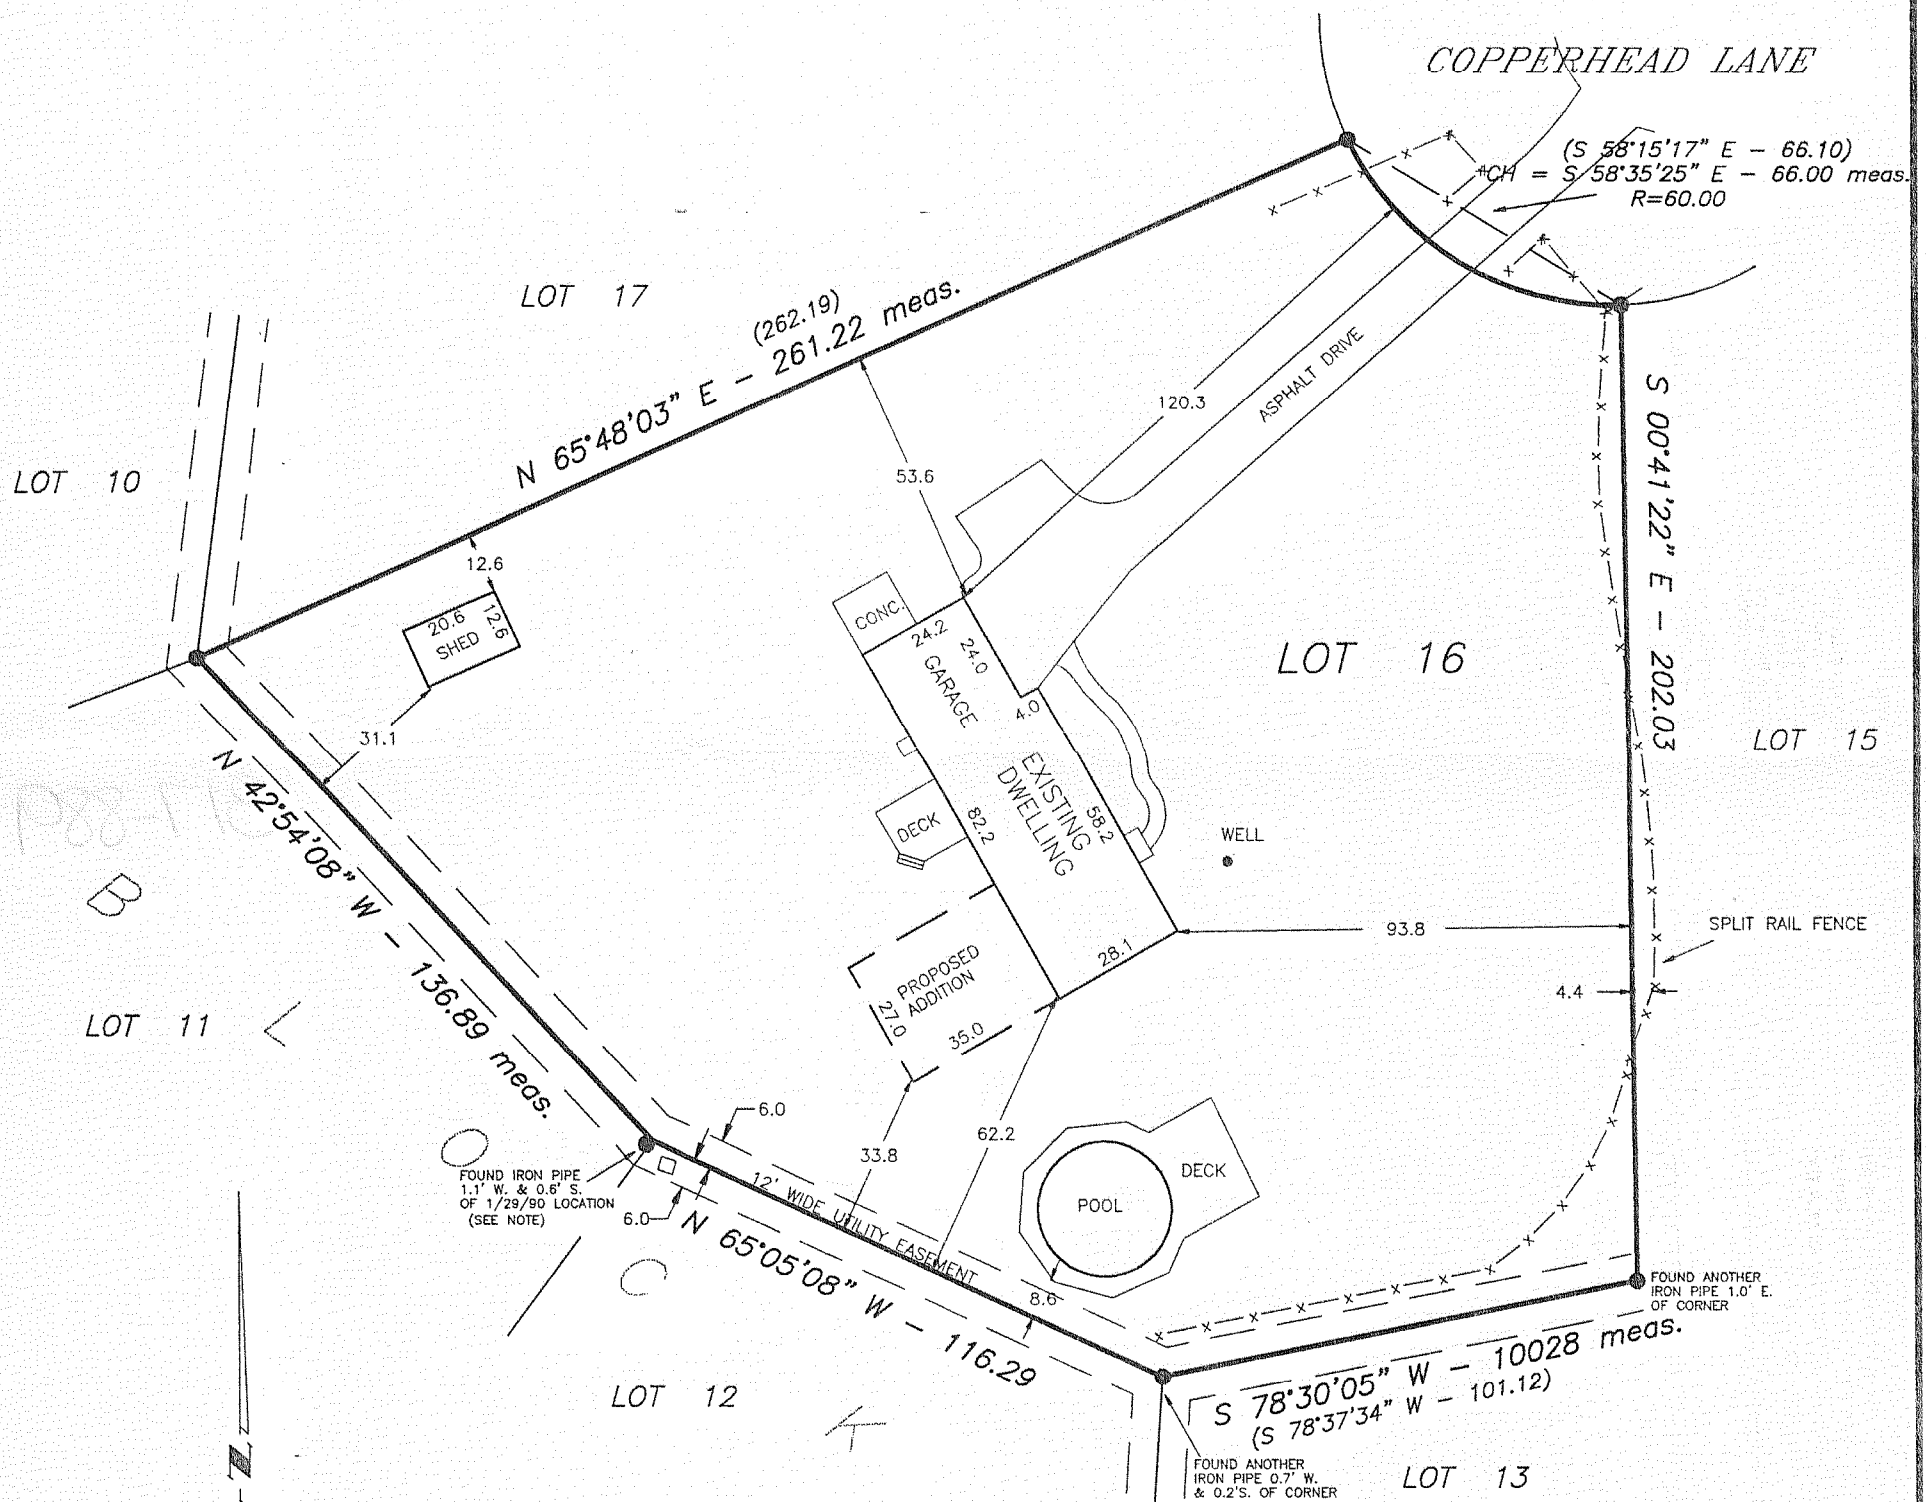 COPPERHEAD LANE
(S 58°15'17" E - 66.10)
CH = S 58°35'25" E - 66.00 meas.
R=60.00
LOT 17
(262.19)
N 65°48'03" E - 261.22 meas.
LOT 10
120.3
ASPHALT DRIVE
S 00°41'22" E - 202.03
53.6
12.6
20.6
12.6
SHED
31.1
CONC.
24.2
24.0
GARAGE
4.0
LOT 16
LOT 15
EXISTING
DWELLING
58.2
82.2
DECK
WELL
N 42°54'08" W - 136.89 meas.
B
L
O
C
K
LOT 11
28.1
93.8
SPLIT RAIL FENCE
4.4
PROPOSED
ADDITION
27.0
35.0
6.0
33.8
62.2
DECK
POOL
FOUND IRON PIPE
1.1' W. & 0.6' S.
OF 1/29/90 LOCATION
(SEE NOTE)
6.0
12' WIDE UTILITY EASEMENT
N 65°05'08" W - 116.29
8.6
FOUND ANOTHER
IRON PIPE 1.0' E.
OF CORNER
S 78°30'05" W - 10028 meas.
(S 78°37'34" W - 101.12)
LOT 12
FOUND ANOTHER
IRON PIPE 0.7' W.
& 0.2'S. OF CORNER
LOT 13
N